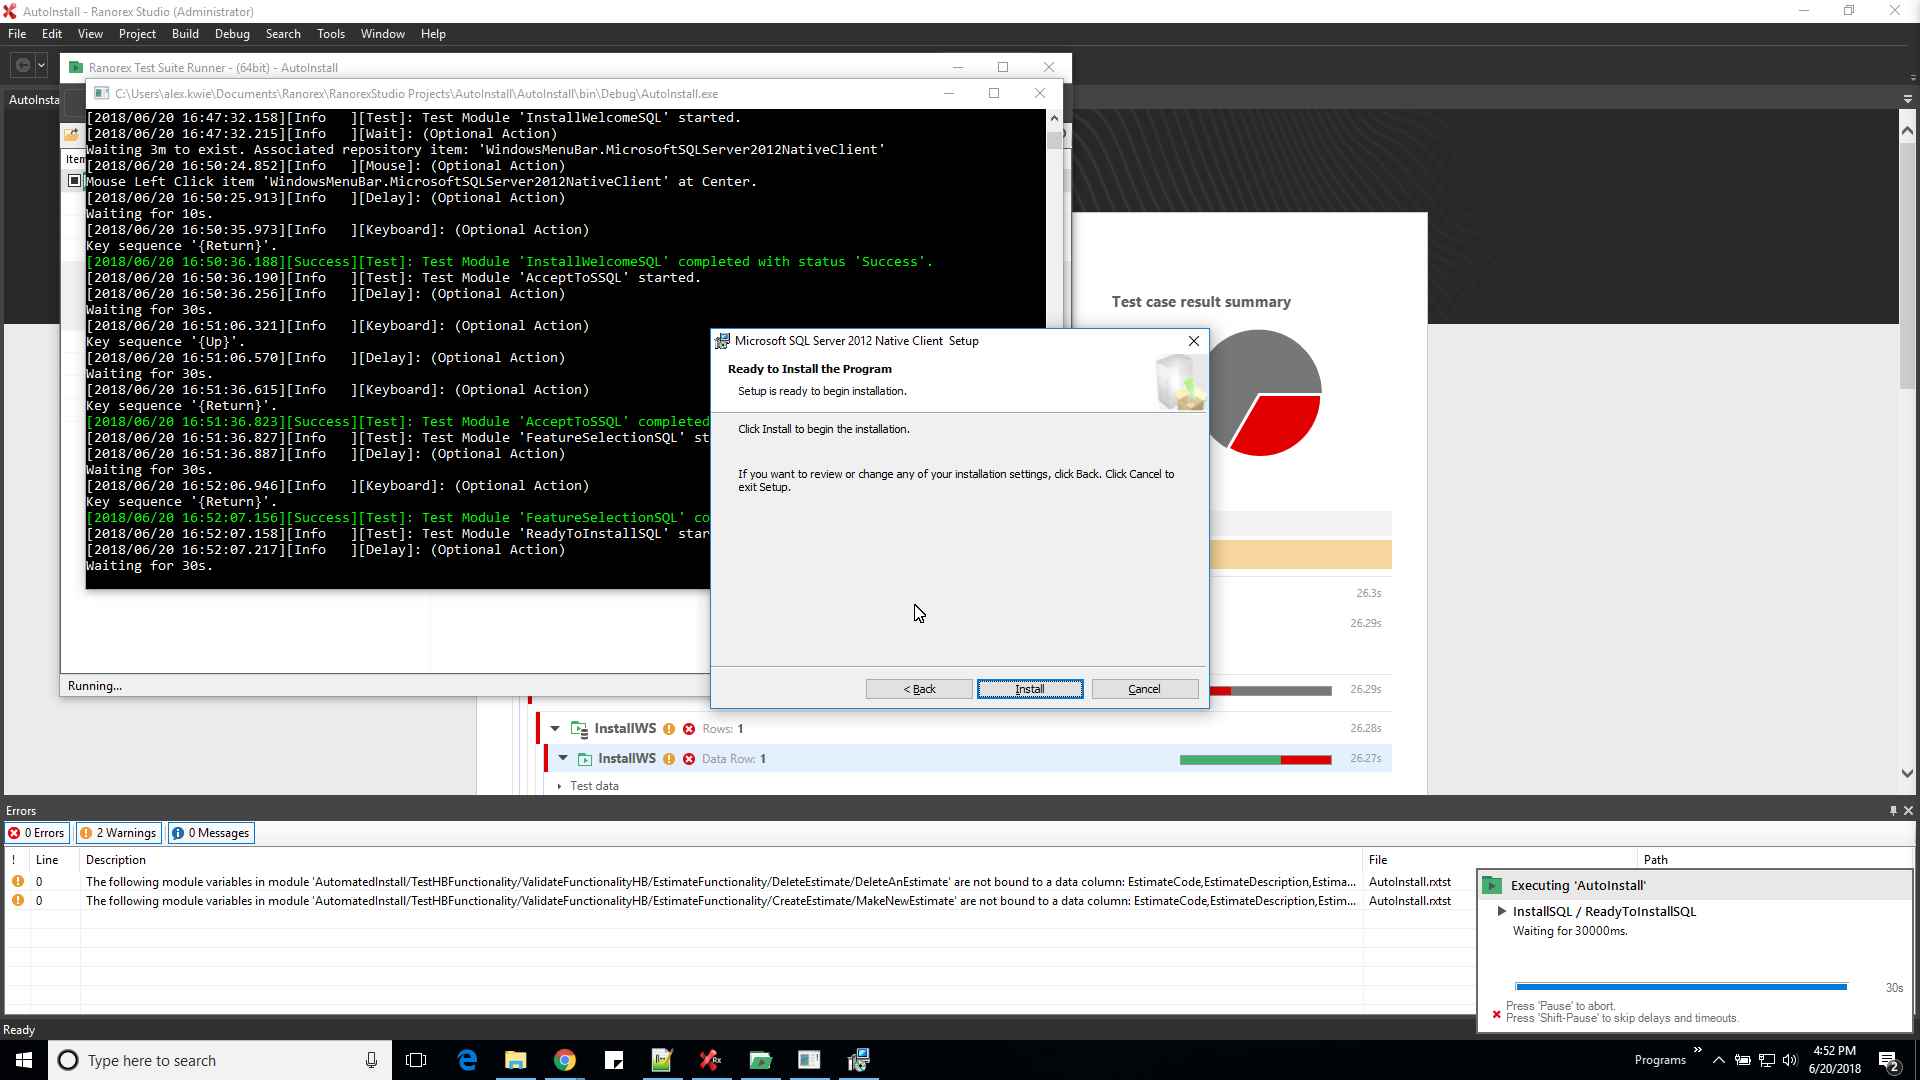 AutoInstall - Ranorex Studio (Administrator)
File Edit View Project Build Debug Search Tools Window Help
Ranorex Test Suite Runner - (64bit) - AutoInstall
AutoInsta
C:\Users\alex.kwie\Documents\Ranorex\RanorexStudio Projects\AutoInstall\AutoInstall\bin\Debug\AutoInstall.exe
Item
[2018/06/20 16:47:32.158][Info   ][Test]: Test Module 'InstallWelcomeSQL' started.
[2018/06/20 16:47:32.215][Info   ][Wait]: (Optional Action)
Waiting 3m to exist. Associated repository item: 'WindowsMenuBar.MicrosoftSQLServer2012NativeClient'
[2018/06/20 16:50:24.852][Info   ][Mouse]: (Optional Action)
Mouse Left Click item 'WindowsMenuBar.MicrosoftSQLServer2012NativeClient' at Center.
[2018/06/20 16:50:25.913][Info   ][Delay]: (Optional Action)
Waiting for 10s.
[2018/06/20 16:50:35.973][Info   ][Keyboard]: (Optional Action)
Key sequence '{Return}'.
[2018/06/20 16:50:36.188][Success][Test]: Test Module 'InstallWelcomeSQL' completed with status 'Success'.
[2018/06/20 16:50:36.190][Info   ][Test]: Test Module 'AcceptToSSQL' started.
[2018/06/20 16:50:36.256][Info   ][Delay]: (Optional Action)
Waiting for 30s.
[2018/06/20 16:51:06.321][Info   ][Keyboard]: (Optional Action)
Key sequence '{Up}'.
[2018/06/20 16:51:06.570][Info   ][Delay]: (Optional Action)
Waiting for 30s.
[2018/06/20 16:51:36.615][Info   ][Keyboard]: (Optional Action)
Key sequence '{Return}'.
[2018/06/20 16:51:36.823][Success][Test]: Test Module 'AcceptToSSQL' completed
[2018/06/20 16:51:36.827][Info   ][Test]: Test Module 'FeatureSelectionSQL' st
[2018/06/20 16:51:36.887][Info   ][Delay]: (Optional Action)
Waiting for 30s.
[2018/06/20 16:52:06.946][Info   ][Keyboard]: (Optional Action)
Key sequence '{Return}'.
[2018/06/20 16:52:07.156][Success][Test]: Test Module 'FeatureSelectionSQL' co
[2018/06/20 16:52:07.158][Info   ][Test]: Test Module 'ReadyToInstallSQL' star
[2018/06/20 16:52:07.217][Info   ][Delay]: (Optional Action)
Waiting for 30s.
Running...
Microsoft SQL Server 2012 Native Client  Setup
Ready to Install the Program
Setup is ready to begin installation.
Click Install to begin the installation.
If you want to review or change any of your installation settings, click Back. Click Cancel to
exit Setup.
< Back Install Cancel
Test case result summary
26.3s
26.29s
26.29s
InstallWS Rows: 1 26.28s
InstallWS Data Row: 1 26.27s
Test data
Errors
0 Errors 2 Warnings 0 Messages
! Line Description File Path
0 The following module variables in module 'AutomatedInstall/TestHBFunctionality/ValidateFunctionalityHB/EstimateFunctionality/DeleteEstimate/DeleteAnEstimate' are not bound to a data column: EstimateCode,EstimateDescription,Estima... AutoInstall.rxtst
0 The following module variables in module 'AutomatedInstall/TestHBFunctionality/ValidateFunctionalityHB/EstimateFunctionality/CreateEstimate/MakeNewEstimate' are not bound to a data column: EstimateCode,EstimateDescription,Estim... AutoInstall.rxtst
Executing 'AutoInstall'
InstallSQL / ReadyToInstallSQL
Waiting for 30000ms.
30s
Press 'Pause' to abort.
Press 'Shift-Pause' to skip delays and timeouts.
Ready
Type here to search
Programs
4:52 PM
6/20/2018
2